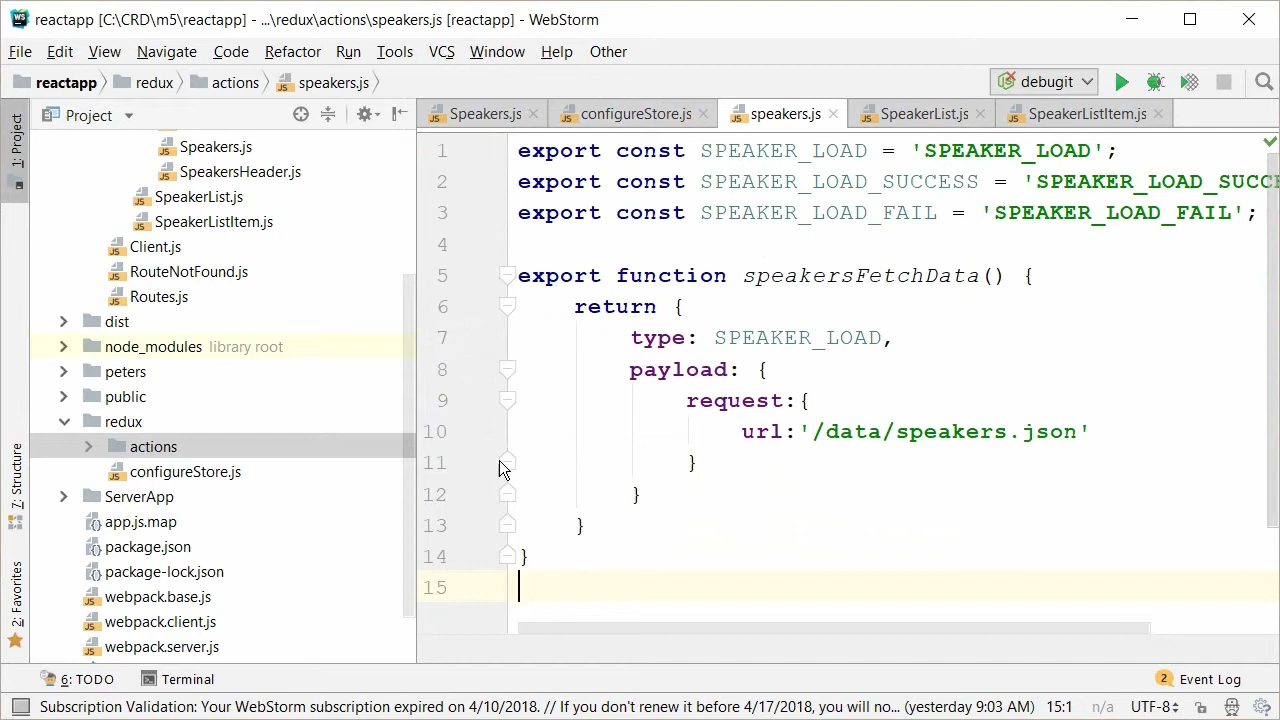 reactapp [C:\CRD\m5\reactapp] - ...\redux\actions\speakers.js [reactapp] - WebStorm
File Edit View Navigate Code Refactor Run Tools VCS Window Help Other
reactapp redux actions speakers.js debugit
1: Project
Project
Speakers.js configureStore.js speakers.js SpeakerList.js SpeakerListItem.js
Speakers.js
SpeakersHeader.js
SpeakerList.js
SpeakerListItem.js
Client.js
RouteNotFound.js
Routes.js
dist
node_modules library root
peters
public
redux
actions
configureStore.js
ServerApp
app.js.map
package.json
package-lock.json
webpack.base.js
webpack.client.js
webpack.server.js
7: Structure
2: Favorites
1 export const SPEAKER_LOAD = 'SPEAKER_LOAD';
2 export const SPEAKER_LOAD_SUCCESS = 'SPEAKER_LOAD_SUCCE
3 export const SPEAKER_LOAD_FAIL = 'SPEAKER_LOAD_FAIL';
4
5 export function speakersFetchData() {
6 return {
7 type: SPEAKER_LOAD,
8 payload: {
9 request:{
10 url:'/data/speakers.json'
11 }
12 }
13 }
14 }
15
6: TODO Terminal 2 Event Log
Subscription Validation: Your WebStorm subscription expired on 4/10/2018. // If you don't renew it before 4/17/2018, you will no... (yesterday 9:03 AM) 15:1 n/a UTF-8